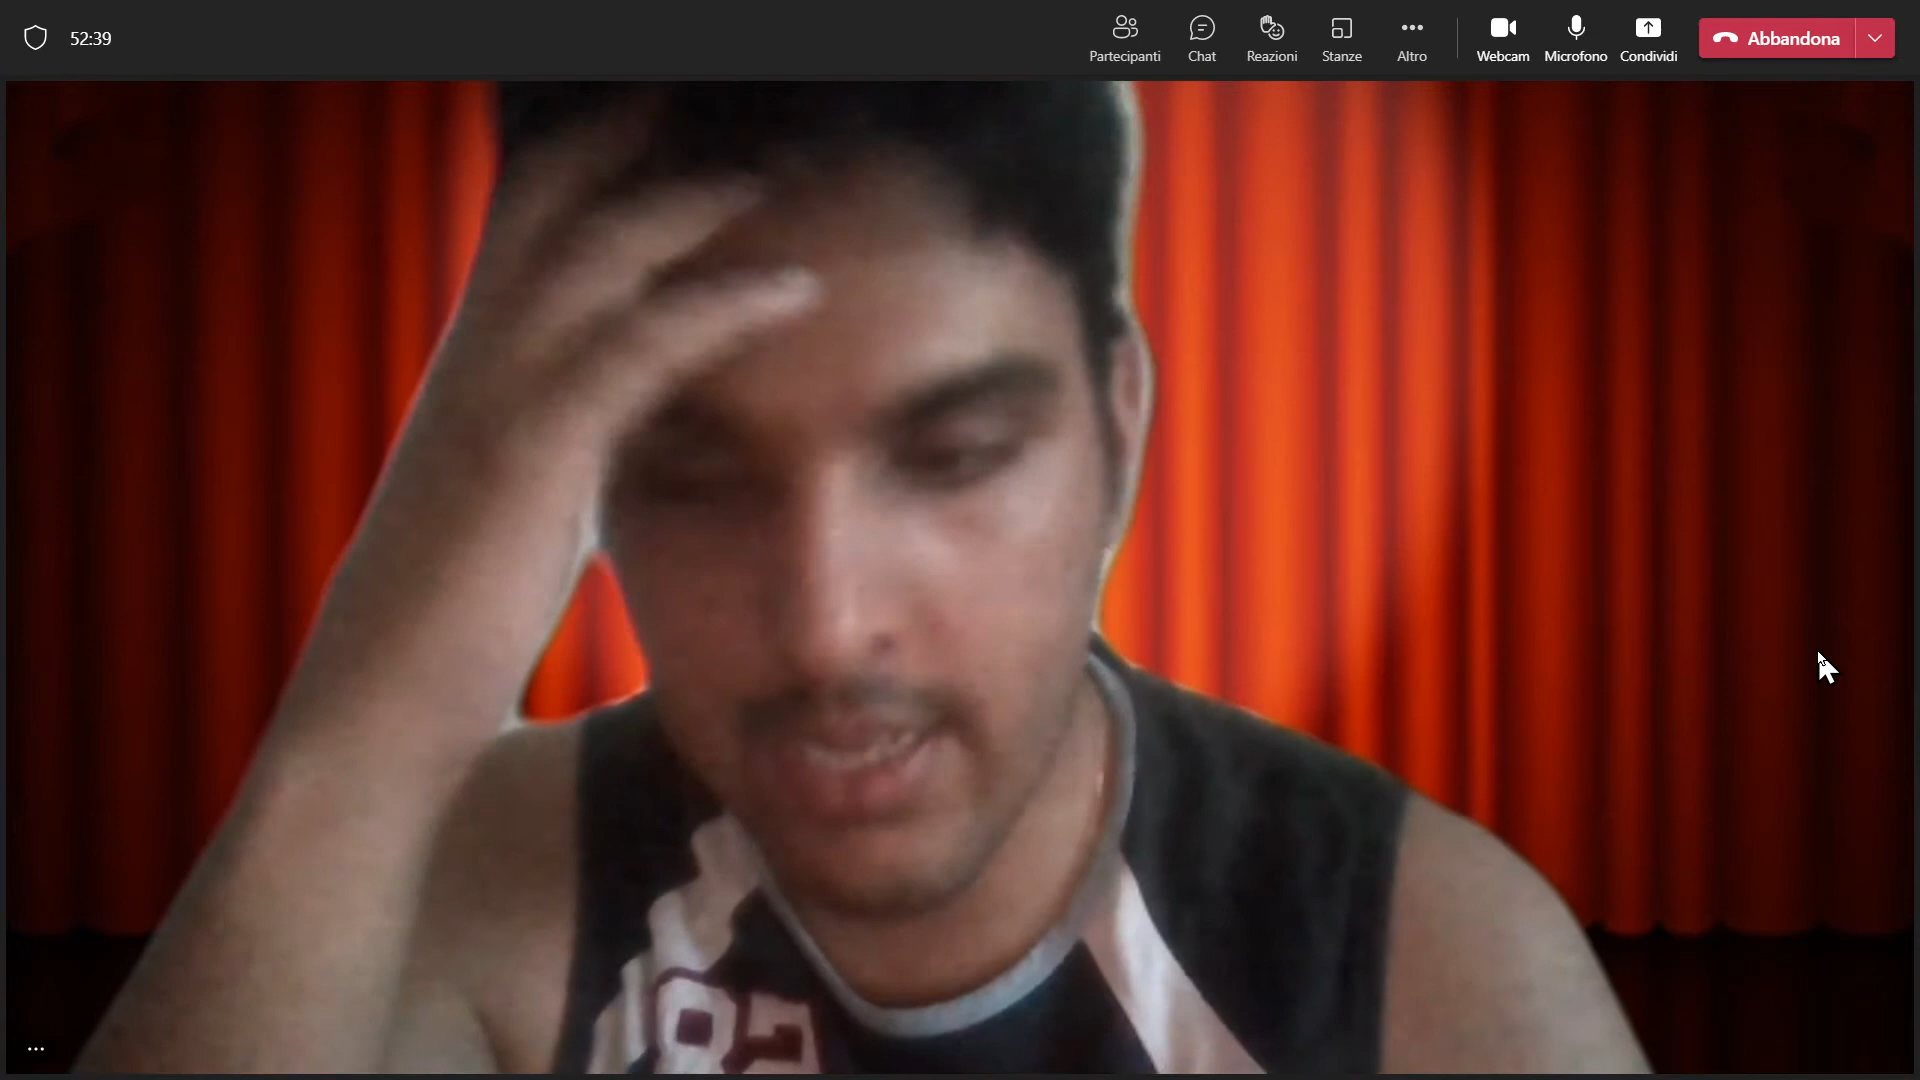 52:39
Partecipanti
Chat
Reazioni
Stanze
Altro
Webcam
Microfono
Condividi
Abbandona